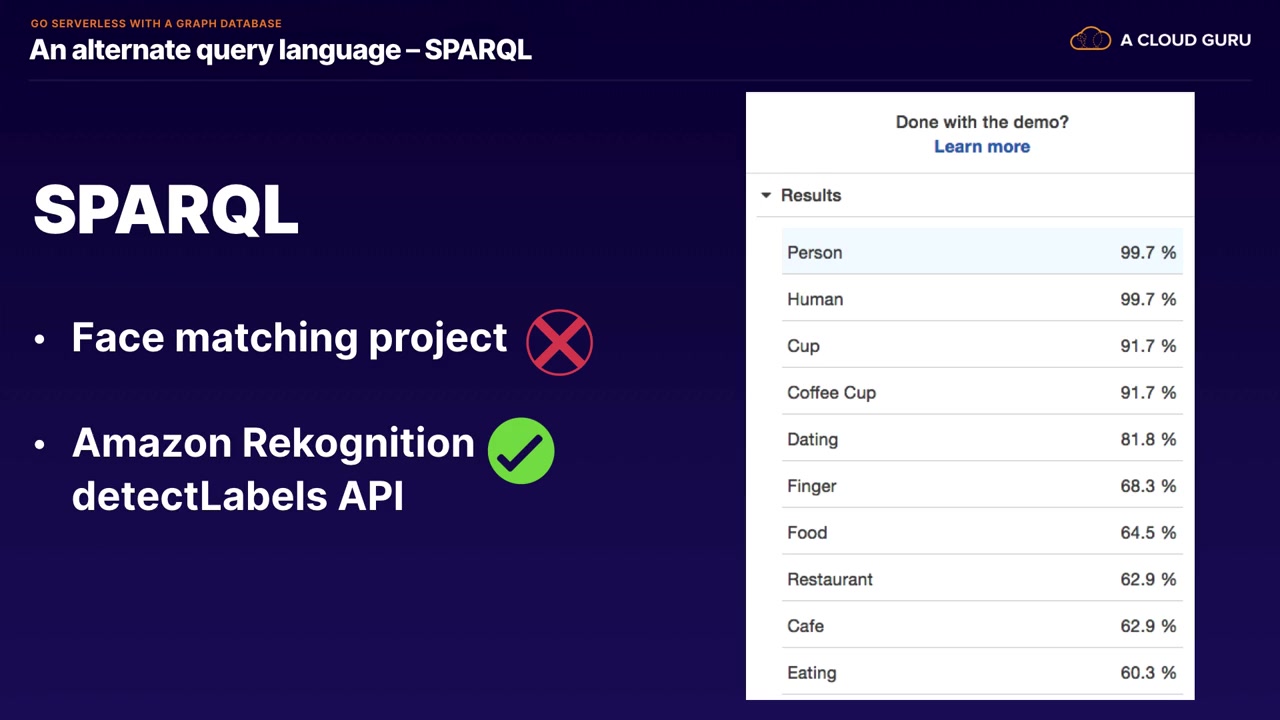 GO SERVERLESS WITH A GRAPH DATABASE
An alternate query language – SPARQL
A CLOUD GURU
SPARQL
• Face matching project
• Amazon Rekognition
detectLabels API
Done with the demo?
Learn more
Results
Person 99.7 %
Human 99.7 %
Cup 91.7 %
Coffee Cup 91.7 %
Dating 81.8 %
Finger 68.3 %
Food 64.5 %
Restaurant 62.9 %
Cafe 62.9 %
Eating 60.3 %